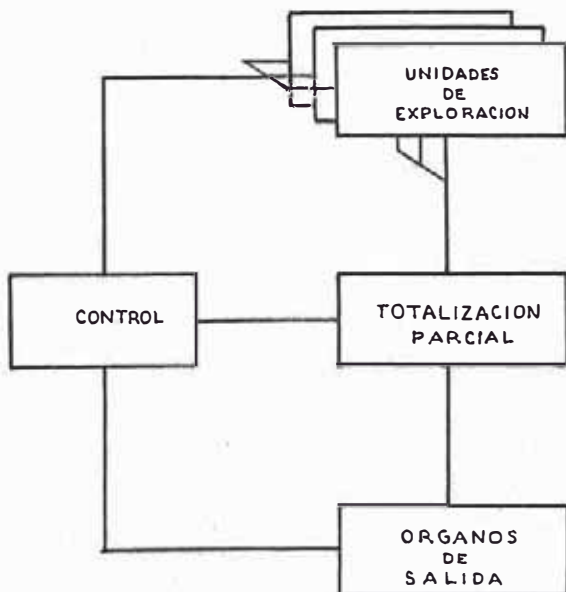 UNIDADES
DE
EXPLORACION
CONTROL
TOTALIZACION
PARCIAL
ORGANOS
DE
SALIDA